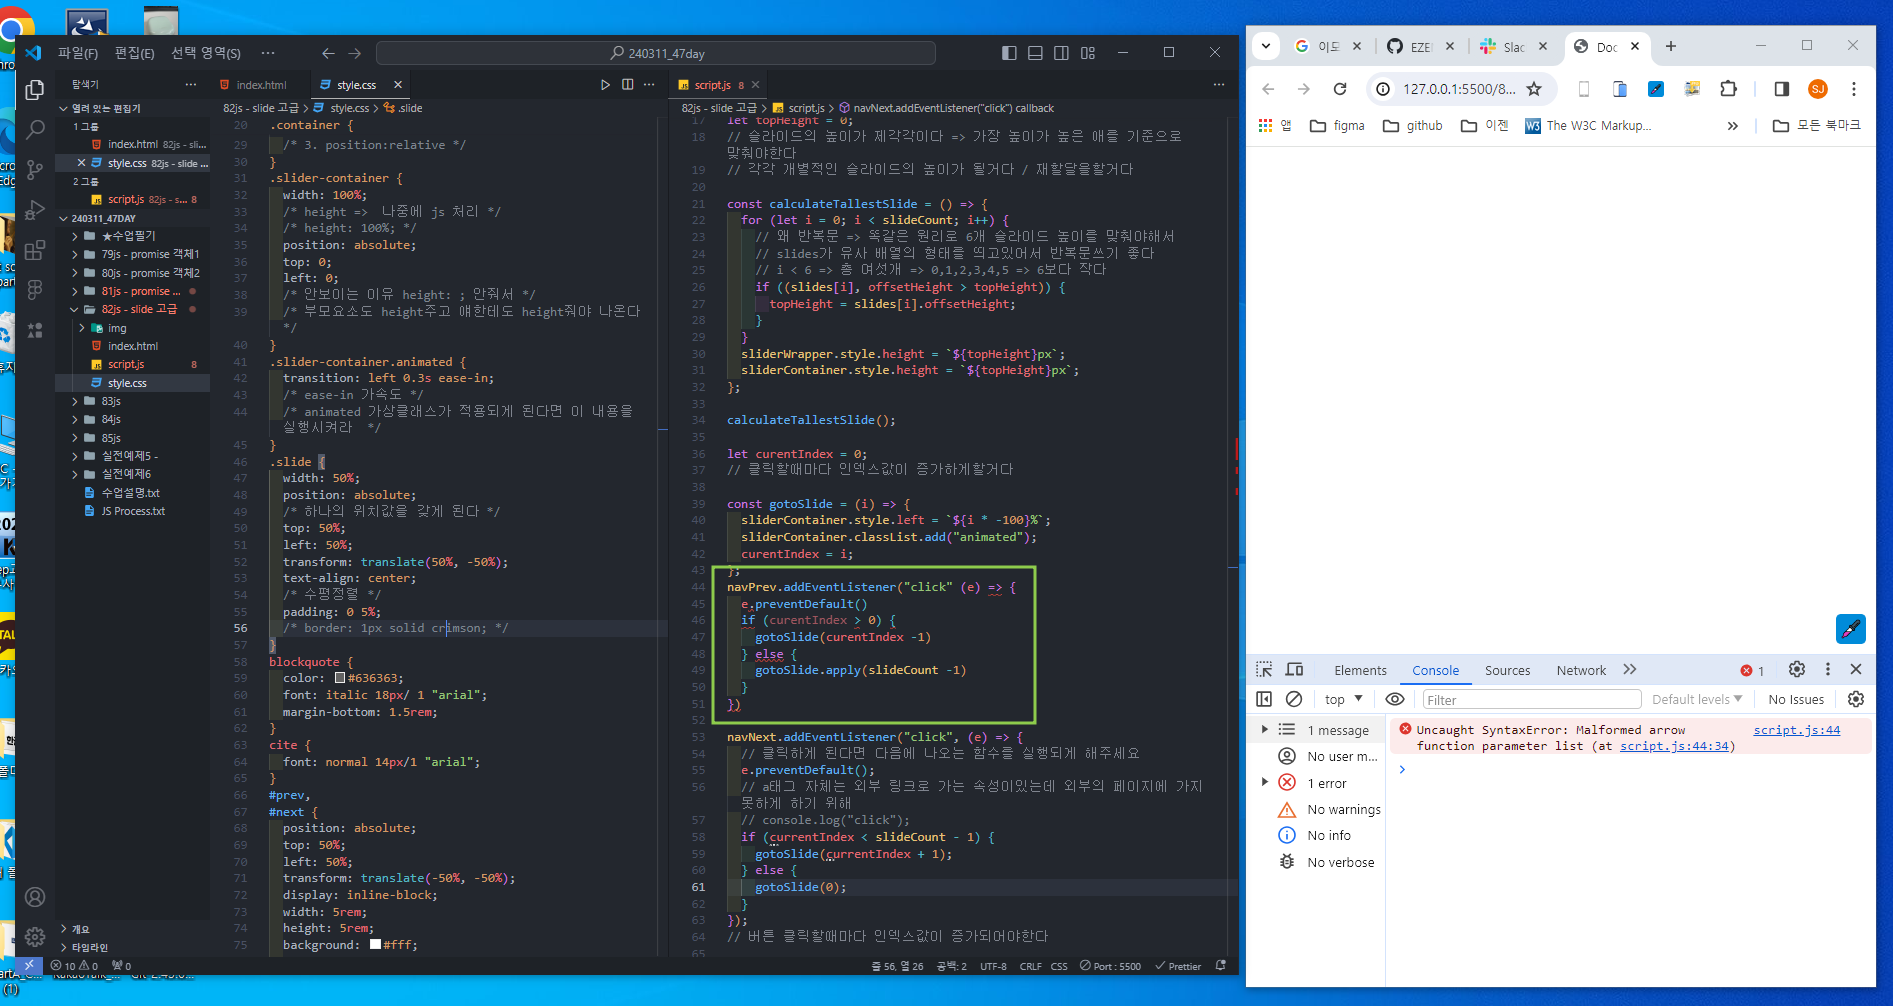 파일(F) 편집(E) 선택 영역(S) ··· 240311_47day
탐색기 ···
열려 있는 편집기
1 그룹
index.html 82js - sli...
style.css 82js - slide ...
2 그룹
script.js 82js - s... 8
240311_47DAY
★수업필기
79js - promise 객체1
80js - promise 객체2
81js - promise ...
82js - slide 고급
img
index.html
script.js 8
style.css
83js
84js
85js
실전예제5 -
실전예제6
수업설명.txt
JS Process.txt
개요
타임라인
index.html style.css
82js - slide 고급 > style.css > .slide
20 .container {
29 /* 3. position:relative */
30 }
31 .slider-container {
32 width: 100%;
33 /* height => 나중에 js 처리 */
34 /* height: 100%; */
35 position: absolute;
36 top: 0;
37 left: 0;
38 /* 안보이는 이유 height: ; 안줘서 */
39 /* 부모요소도 height주고 얘한테도 height줘야 나온다
*/
40 }
41 .slider-container.animated {
42 transition: left 0.3s ease-in;
43 /* ease-in 가속도 */
44 /* animated 가상클래스가 적용되게 된다면 이 내용을
실행시켜라 */
45 }
46 .slide {
47 width: 50%;
48 position: absolute;
49 /* 하나의 위치값을 갖게 된다 */
50 top: 50%;
51 left: 50%;
52 transform: translate(50%, -50%);
53 text-align: center;
54 /* 수평정렬 */
55 padding: 0 5%;
56 /* border: 1px solid crimson; */
57 }
58 blockquote {
59 color: #636363;
60 font: italic 18px/ 1 "arial";
61 margin-bottom: 1.5rem;
62 }
63 cite {
64 font: normal 14px/1 "arial";
65 }
66 #prev,
67 #next {
68 position: absolute;
69 top: 50%;
70 left: 50%;
71 transform: translate(-50%, -50%);
72 display: inline-block;
73 width: 5rem;
74 height: 5rem;
75 background: #fff;
script.js 8
82js - slide 고급 > script.js > navNext.addEventListener("click") callback
17 let topHeight = 0;
18 // 슬라이드의 높이가 제각각이다 => 가장 높이가 높은 애를 기준으로
맞춰야한다
19 // 각각 개별적인 슬라이드의 높이가 될거다 / 재할달을할거다
20
21 const calculateTallestSlide = () => {
22 for (let i = 0; i < slideCount; i++) {
23 // 왜 반복문 => 똑같은 원리로 6개 슬라이드 높이를 맞춰야해서
24 // slides가 유사 배열의 형태를 띄고있어서 반복문쓰기 좋다
25 // i < 6 => 총 여섯개 => 0,1,2,3,4,5 => 6보다 작다
26 if ((slides[i], offsetHeight > topHeight)) {
27 topHeight = slides[i].offsetHeight;
28 }
29 }
30 sliderWrapper.style.height = `${topHeight}px`;
31 sliderContainer.style.height = `${topHeight}px`;
32 };
33
34 calculateTallestSlide();
35
36 let curentIndex = 0;
37 // 클릭할때마다 인덱스값이 증가하게할거다
38
39 const gotoSlide = (i) => {
40 sliderContainer.style.left = `${i * -100}%`;
41 sliderContainer.classList.add("animated");
42 curentIndex = i;
43 };
44 navPrev.addEventListener("click" (e) => {
45 e.preventDefault()
46 if (curentIndex > 0) {
47 gotoSlide(curentIndex -1)
48 } else {
49 gotoSlide.apply(slideCount -1)
50 }
51 })
52
53 navNext.addEventListener("click", (e) => {
54 // 클릭하게 된다면 다음에 나오는 함수를 실행되게 해주세요
55 e.preventDefault();
56 // a태그 자체는 외부 링크로 가는 속성이있는데 외부의 페이지에 가지
못하게 하기 위해
57 // console.log("click");
58 if (currentIndex < slideCount - 1) {
59 gotoSlide(currentIndex + 1);
60 } else {
61 gotoSlide(0);
62 }
63 });
64 // 버튼 클릭할때마다 인덱스값이 증가되어야한다
65
10 0 0
줄 56, 열 26 공백: 2 UTF-8 CRLF CSS Port : 5500 Prettier
(1)
이드 EZEI Slac Doc
127.0.0.1:5500/8... SJ
앱 figma github 이젠 The W3C Markup... » 모든 북마크
Elements Console Sources Network 1
top Filter Default levels No Issues
1 message
No user m...
1 error
No warnings
No info
No verbose
Uncaught SyntaxError: Malformed arrow script.js:44
function parameter list (at script.js:44:34)